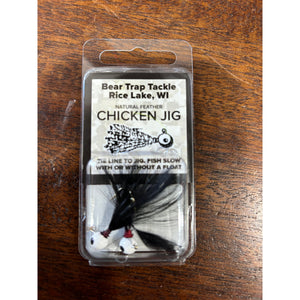 Bear Trap Tackle
Rice Lake, WI
NATURAL FEATHER
CHICKEN JIG
TIE LINE TO JIG, FISH SLOW
WITH OR WITHOUT A FLOAT